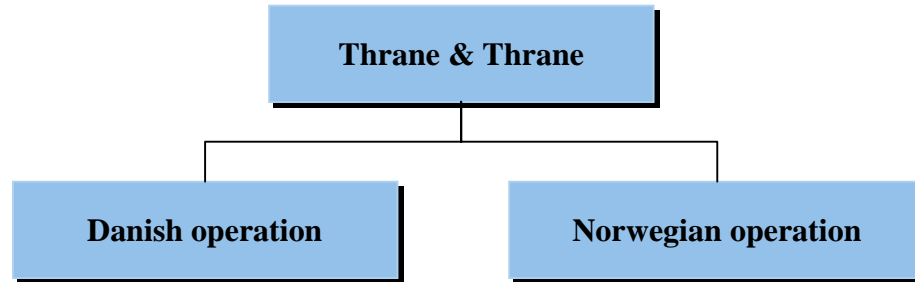 Thrane & Thrane
Danish operation
Norwegian operation